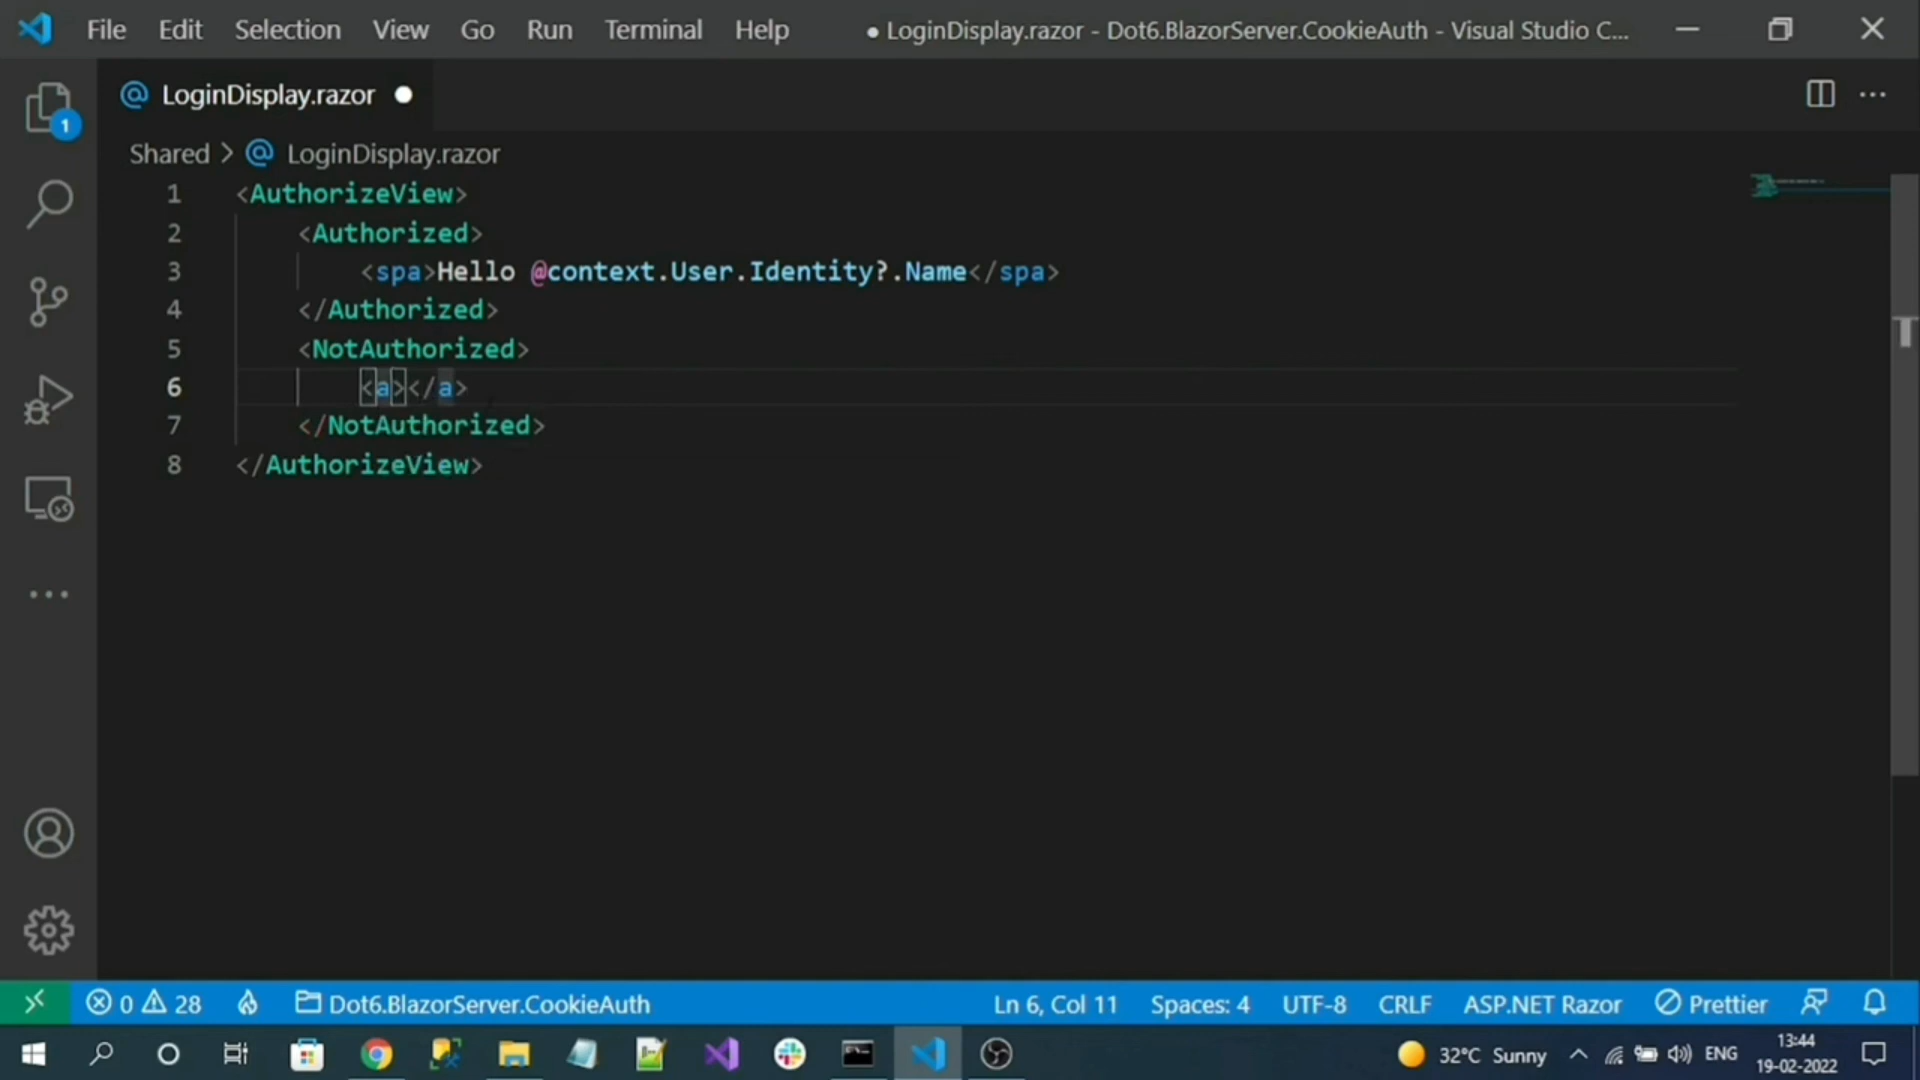 File Edit Selection View Go Run Terminal Help ● LoginDisplay.razor - Dot6.BlazorServer.CookieAuth - Visual Studio C...
@ LoginDisplay.razor ●
1
Shared > @ LoginDisplay.razor
1 <AuthorizeView>
2 <Authorized>
3 <spa>Hello @context.User.Identity?.Name</spa>
4 </Authorized>
5 <NotAuthorized>
6 <a></a>
7 </NotAuthorized>
8 </AuthorizeView>
0 28 Dot6.BlazorServer.CookieAuth Ln 6, Col 11 Spaces: 4 UTF-8 CRLF ASP.NET Razor Prettier
32°C Sunny ENG 13:44
19-02-2022